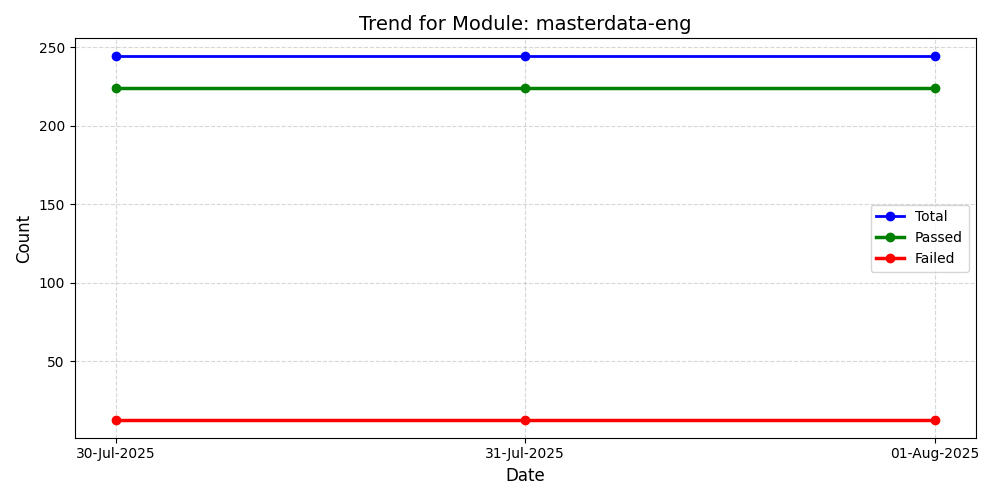 Trend for Module: masterdata-eng
250
200
150
100
50
Count
Total
Passed
Failed
30-Jul-2025
31-Jul-2025
01-Aug-2025
Date